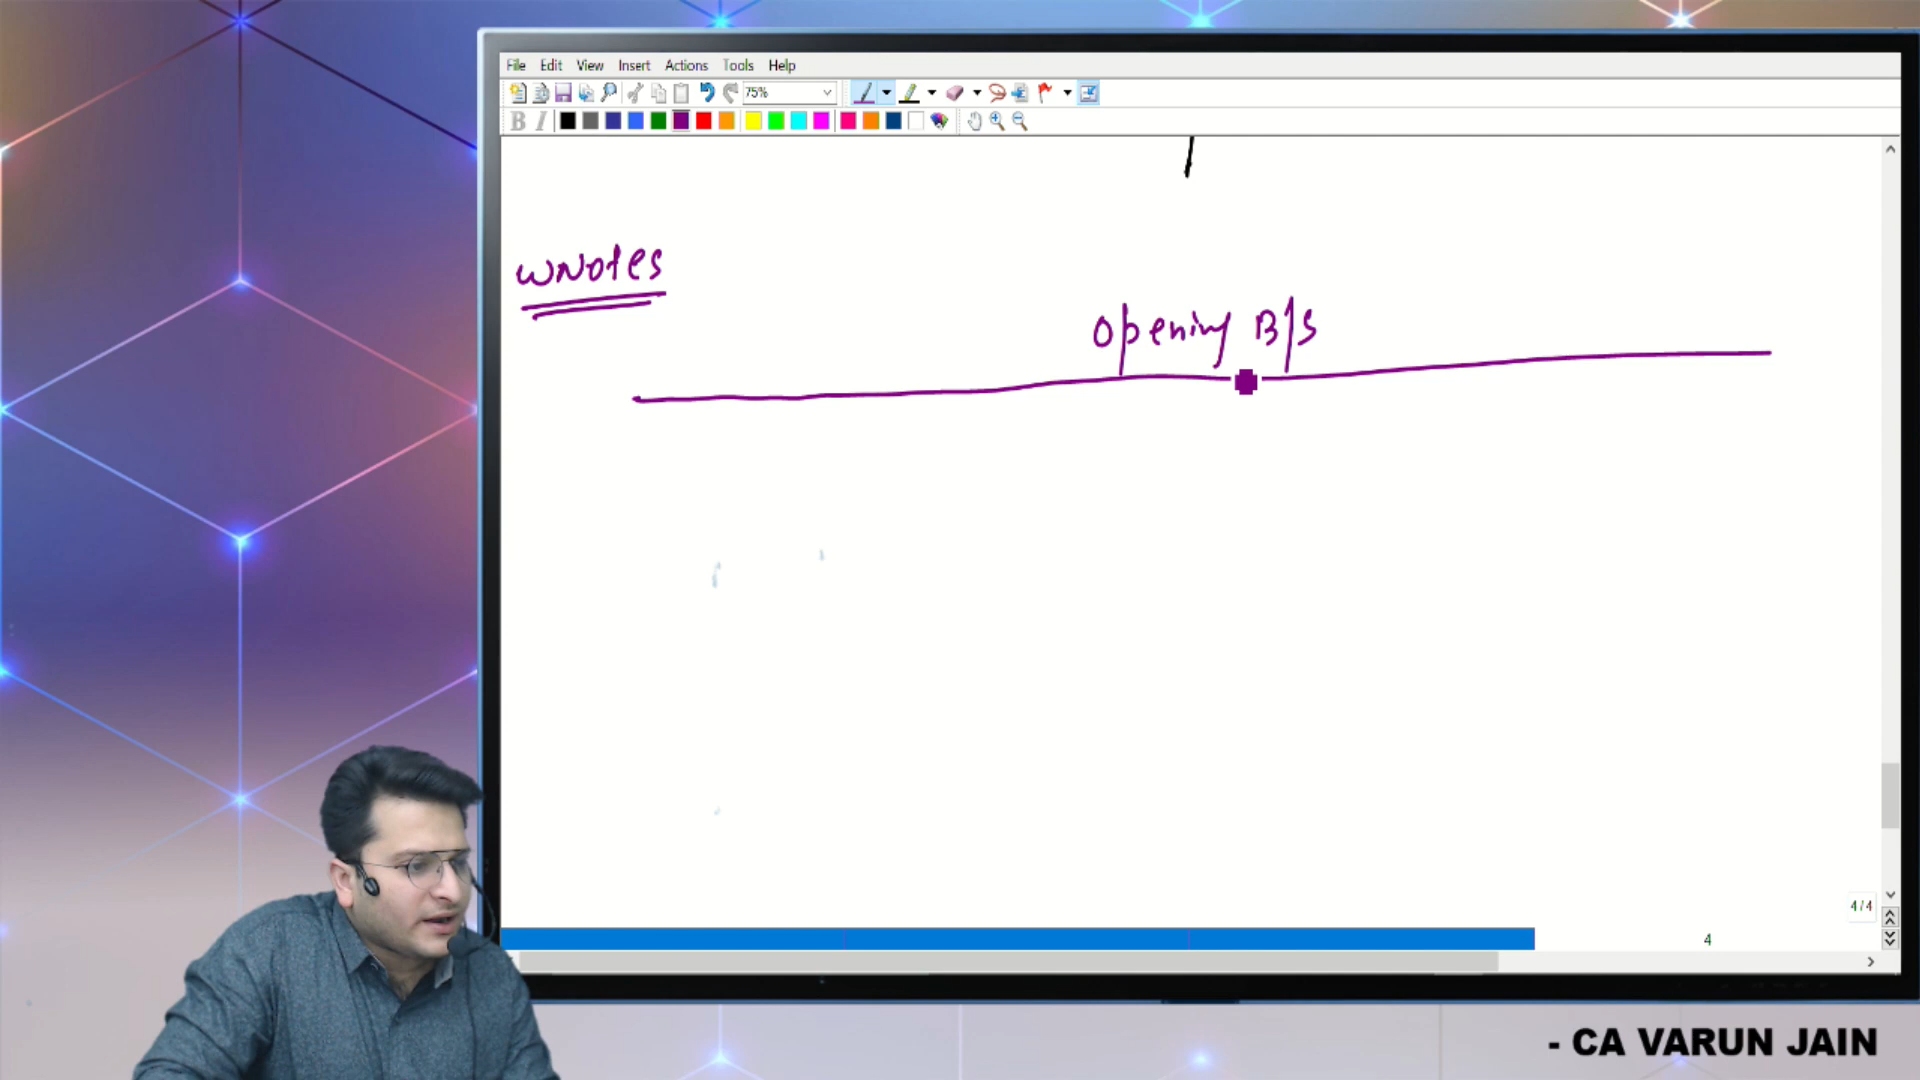 File Edit View Insert Actions Tools Help
75%
B I
WNotes
Opening B/S
4/4
4
- CA VARUN JAIN